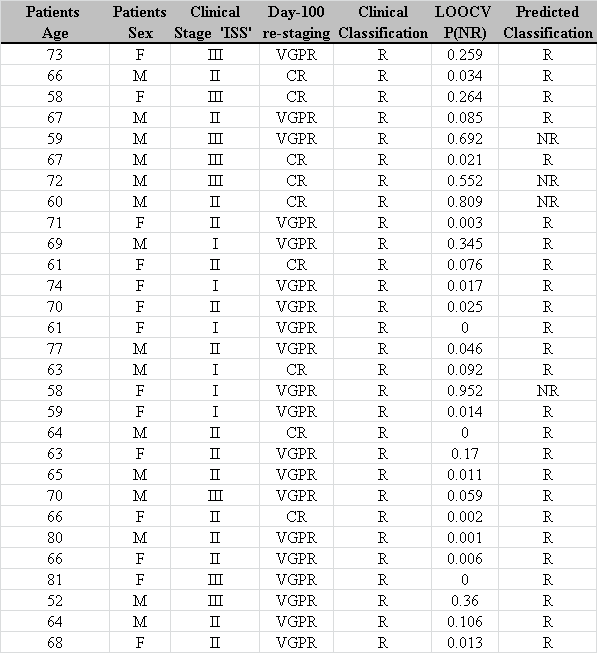 Patients Age Patients Sex Clinical Stage 'ISS' Day-100 re-staging Clinical Classification LOOCV P(NR) Predicted Classification
73 F III VGPR R 0.259 R
66 M II CR R 0.034 R
58 F III CR R 0.264 R
67 M II VGPR R 0.085 R
59 M III VGPR R 0.692 NR
67 M III CR R 0.021 R
72 M III CR R 0.552 NR
60 M II CR R 0.809 NR
71 F II VGPR R 0.003 R
69 M I VGPR R 0.345 R
61 F II CR R 0.076 R
74 F I VGPR R 0.017 R
70 F II VGPR R 0.025 R
61 F I VGPR R 0 R
77 M II VGPR R 0.046 R
63 M I CR R 0.092 R
58 F I VGPR R 0.952 NR
59 F I VGPR R 0.014 R
64 M II CR R 0 R
63 F II VGPR R 0.17 R
65 M II VGPR R 0.011 R
70 M III VGPR R 0.059 R
66 F II CR R 0.002 R
80 M II VGPR R 0.001 R
66 F II VGPR R 0.006 R
81 F III VGPR R 0 R
52 M III VGPR R 0.36 R
64 M II VGPR R 0.106 R
68 F II VGPR R 0.013 R